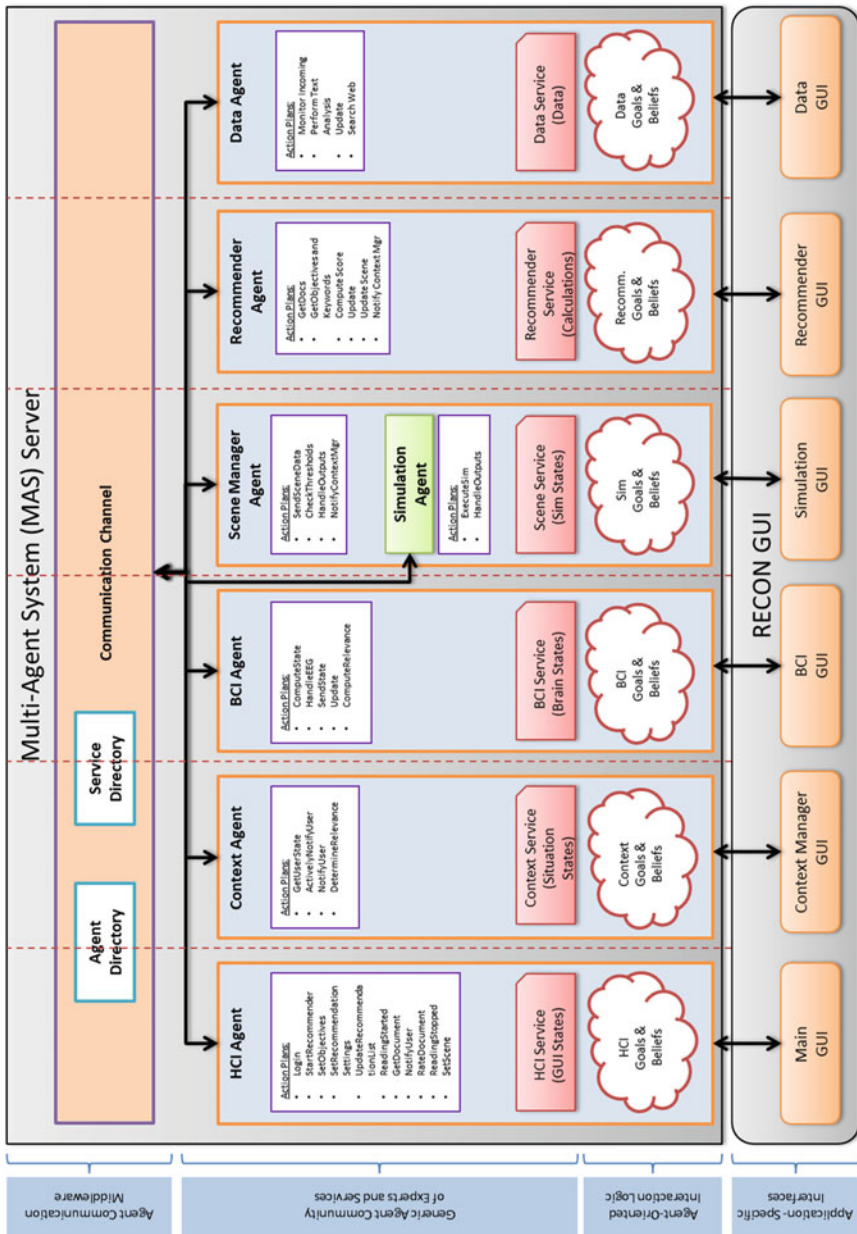 Multi-Agent System (MAS) Server
Agent
Directory
Service
Directory
Communication Channel
HCI Agent
Action Plans:
• Login
• StartRecommender
• SetObjectives
• SetRecommendation
Settings
• UpdateRecommenda
tionList
• ReadingStarted
• GetDocument
• NotifyUser
• RateDocument
• ReadingStopped
• SetScene
HCI Service
(GUI States)
HCI
Goals &
Beliefs
Context Agent
Action Plans:
• GetUserState
• ActivelyNotifyUser
• NotifyUser
• DetermineRelevance
Context Service
(Situation
States)
Context
Goals &
Beliefs
BCI Agent
Action Plans:
• ComputeState
• HandleEEG
• SendState
• Update
• ComputeRelevance
BCI Service
(Brain States)
BCI
Goals &
Beliefs
Scene Manager
Agent
Action Plans:
• SendSceneData
• CheckThresholds
• HandleOutputs
• NotifyContextMgr
Simulation
Agent
Action Plans:
• ExecuteSim
• HandleOutputs
Scene Service
(Sim States)
Sim
Goals &
Beliefs
Recommender
Agent
Action Plans:
• GetDocs
• GetObjectives and
Keywords
• Compute Score
• Update
• Update Scene
• Notify Context Mgr
Recommender
Service
(Calculations)
Recomm.
Goals &
Beliefs
Data Agent
Action Plans:
• Monitor Incoming
• Perform Text
Analysis
• Update
• Search Web
Data Service
(Data)
Data
Goals &
Beliefs
RECON GUI
Main
GUI
Context Manager
GUI
BCI
GUI
Simulation
GUI
Recommender
GUI
Data
GUI
Agent Communication
Middleware
Generic Agent Community
of Experts and Services
Agent-Oriented
Interaction Logic
Application-Specific
Interfaces